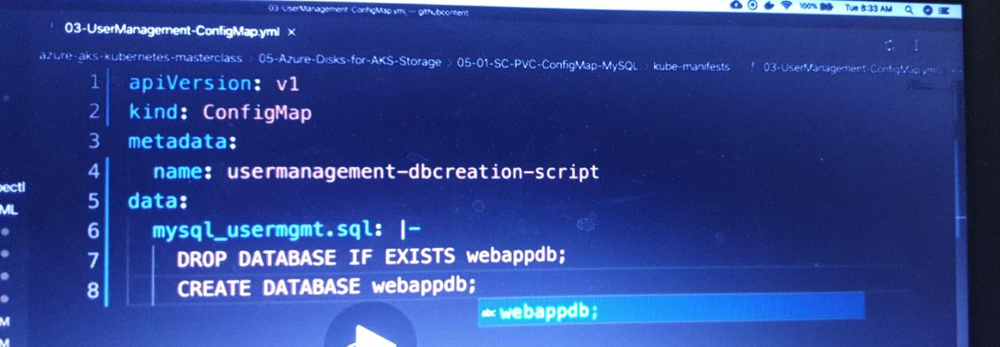 03-UserManagement-ConfigMap.yml — githubcontent
100% Tue 8:33 AM
! 03-UserManagement-ConfigMap.yml ×
azure-aks-kubernetes-masterclass > 05-Azure-Disks-for-AKS-Storage > 05-01-SC-PVC-ConfigMap-MySQL > kube-manifests > ! 03-UserManagement-ConfigMap.yml
1 apiVersion: v1
2 kind: ConfigMap
3 metadata:
4 name: usermanagement-dbcreation-script
5 data:
6 mysql_usermgmt.sql: |-
7 DROP DATABASE IF EXISTS webappdb;
8 CREATE DATABASE webappdb;
abc webappdb;
ML
M
M